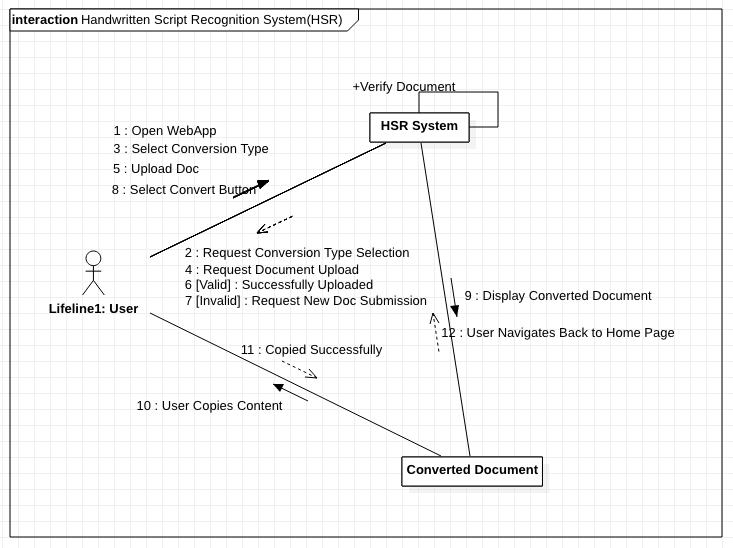 interaction Handwritten Script Recognition System(HSR)
+Verify Document
HSR System
1 : Open WebApp
3 : Select Conversion Type
5 : Upload Doc
8 : Select Convert Button
2 : Request Conversion Type Selection
4 : Request Document Upload
6 [Valid] : Successfully Uploaded
7 [Invalid] : Request New Doc Submission
Lifeline1: User
9 : Display Converted Document
12 : User Navigates Back to Home Page
11 : Copied Successfully
10 : User Copies Content
Converted Document